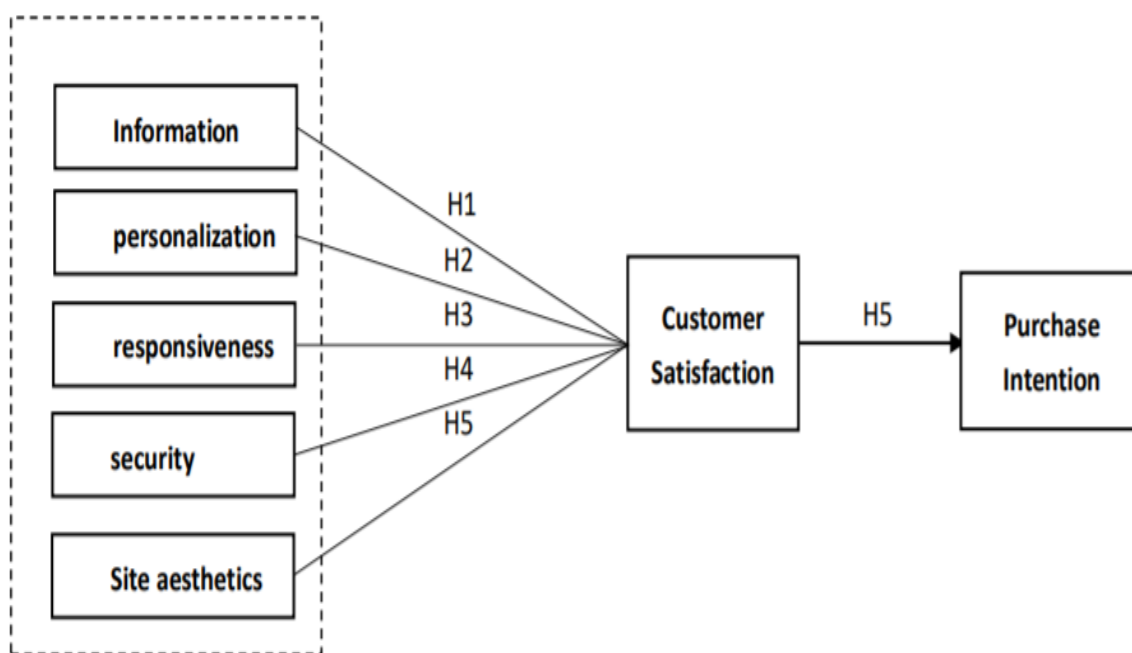 Information
personalization
responsiveness
security
Site aesthetics
H1
H2
H3
H4
H5
Customer
Satisfaction
H5
Purchase
Intention